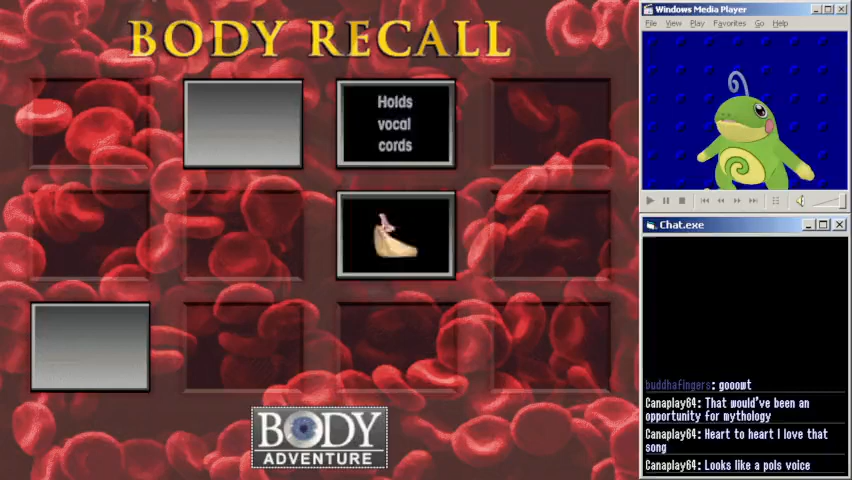 BODY RECALL
Holds
vocal
cords
BODY
ADVENTURE
Windows Media Player
File View Play Favorites Go Help
Chat.exe
buddhafingers: gooowt
Canaplay64: That would've been an
opportunity for mythology
Canaplay64: Heart to heart I love that
song
Canaplay64: Looks like a pols voice